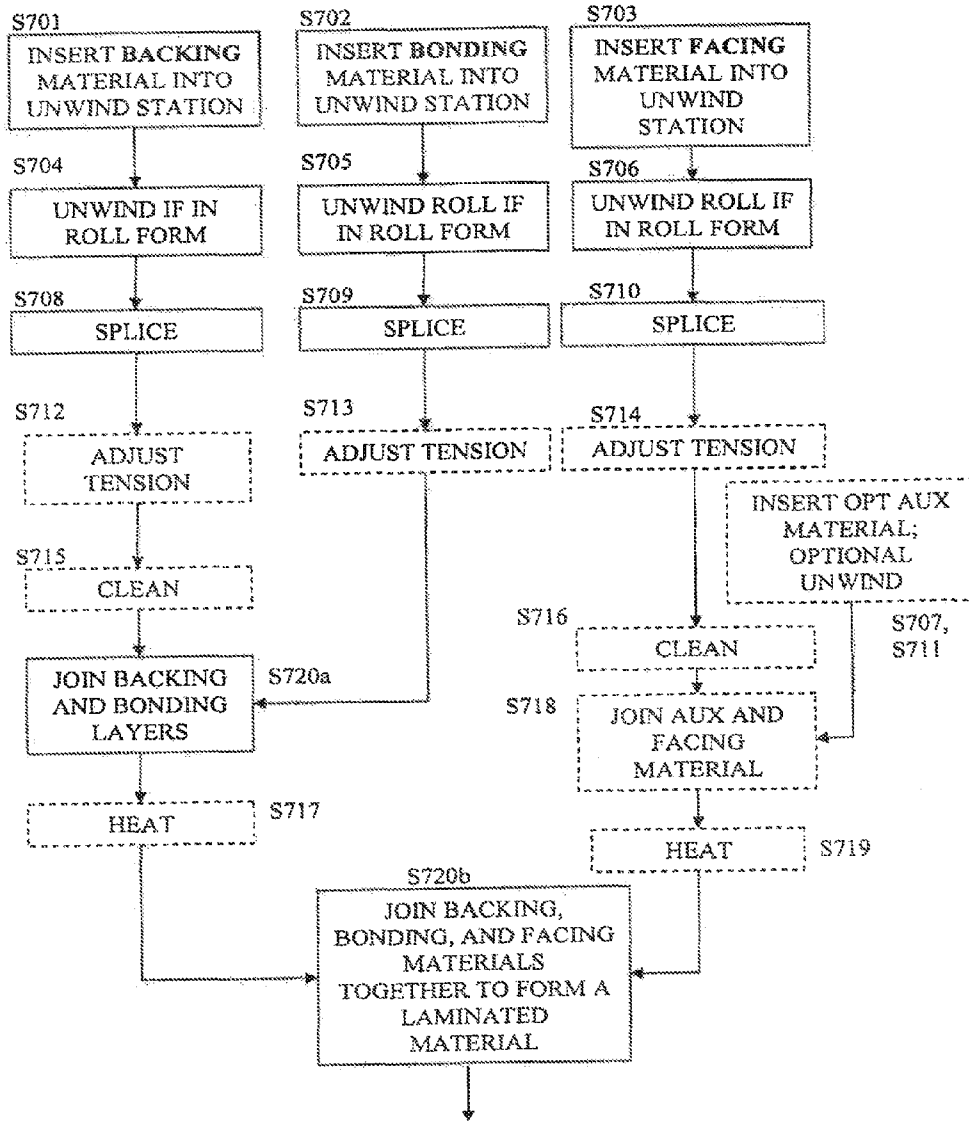 S701
INSERT BACKING
MATERIAL INTO
UNWIND STATION
S702
INSERT BONDING
MATERIAL INTO
UNWIND STATION
S703
INSERT FACING
MATERIAL INTO
UNWIND
STATION
S704
UNWIND IF IN
ROLL FORM
S705
UNWIND ROLL IF
IN ROLL FORM
S706
UNWIND ROLL IF
IN ROLL FORM
S708
SPLICE
S709
SPLICE
S710
SPLICE
S712
ADJUST
TENSION
S713
ADJUST TENSION
S714
ADJUST TENSION
INSERT OPT AUX
MATERIAL;
OPTIONAL
UNWIND
S707,
S711
S715
CLEAN
S716
CLEAN
S720a
JOIN BACKING
AND BONDING
LAYERS
S718
JOIN AUX AND
FACING
MATERIAL
HEAT
S717
HEAT
S719
S720b
JOIN BACKING,
BONDING, AND FACING
MATERIALS
TOGETHER TO FORM A
LAMINATED
MATERIAL